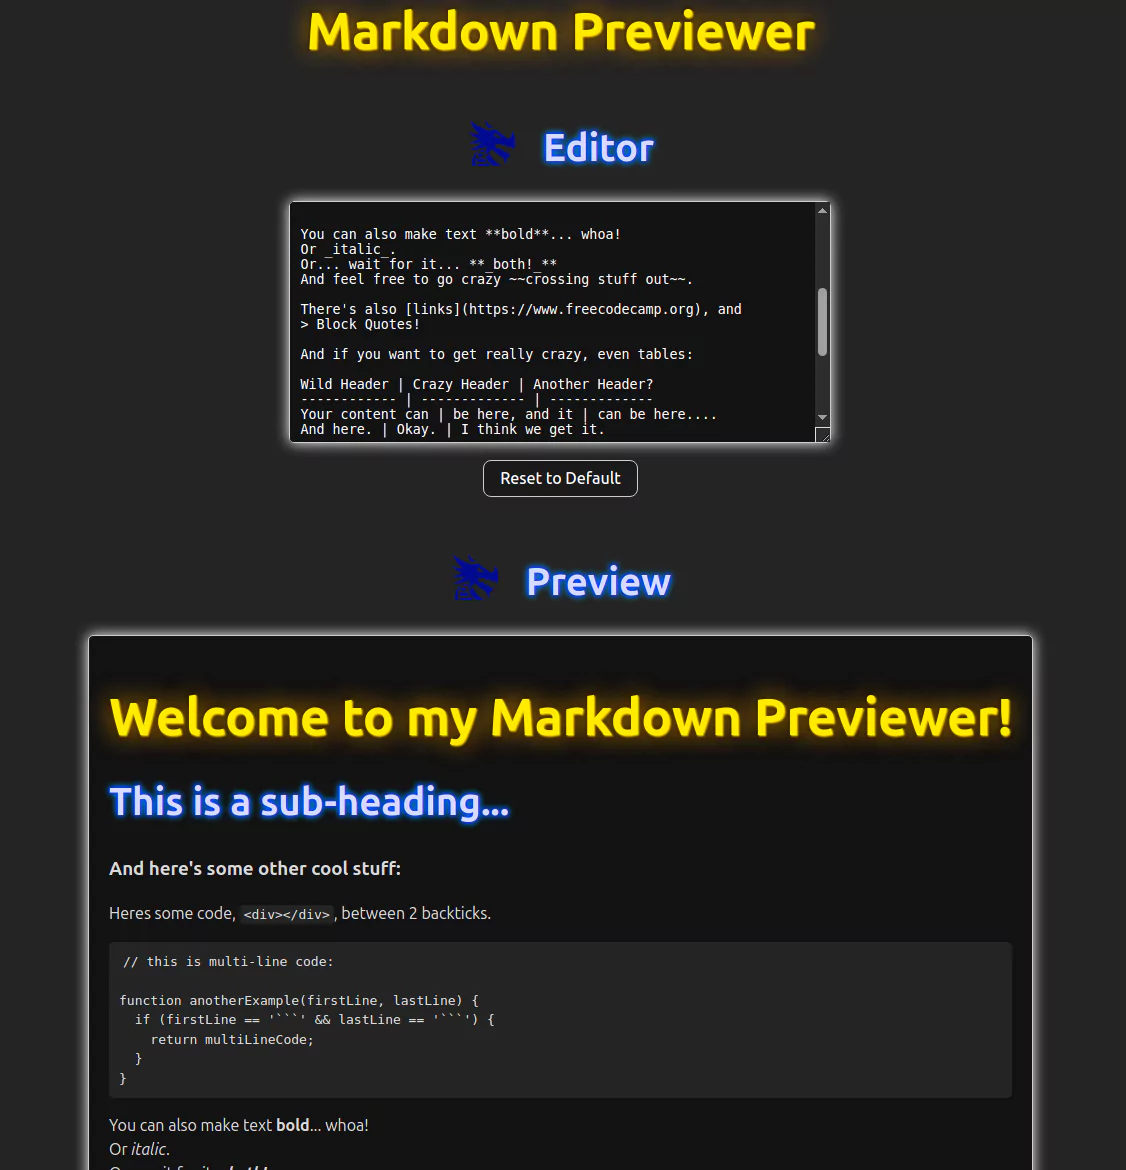 Markdown Previewer
Editor
You can also make text **bold**... whoa!
Or _italic_.
Or... wait for it... **_both!_**
And feel free to go crazy ~~crossing stuff out~~.
There's also [links](https://www.freecodecamp.org), and
> Block Quotes!
And if you want to get really crazy, even tables:
Wild Header | Crazy Header | Another Header?
------------ | ------------- | -------------
Your content can | be here, and it | can be here....
And here. | Okay. | I think we get it.
Reset to Default
Preview
Welcome to my Markdown Previewer!
This is a sub-heading...
And here's some other cool stuff:
Heres some code, <div></div>, between 2 backticks.
// this is multi-line code:
function anotherExample(firstLine, lastLine) {
  if (firstLine == '```' && lastLine == '```') {
    return multiLineCode;
  }
}
You can also make text bold... whoa!
Or italic.